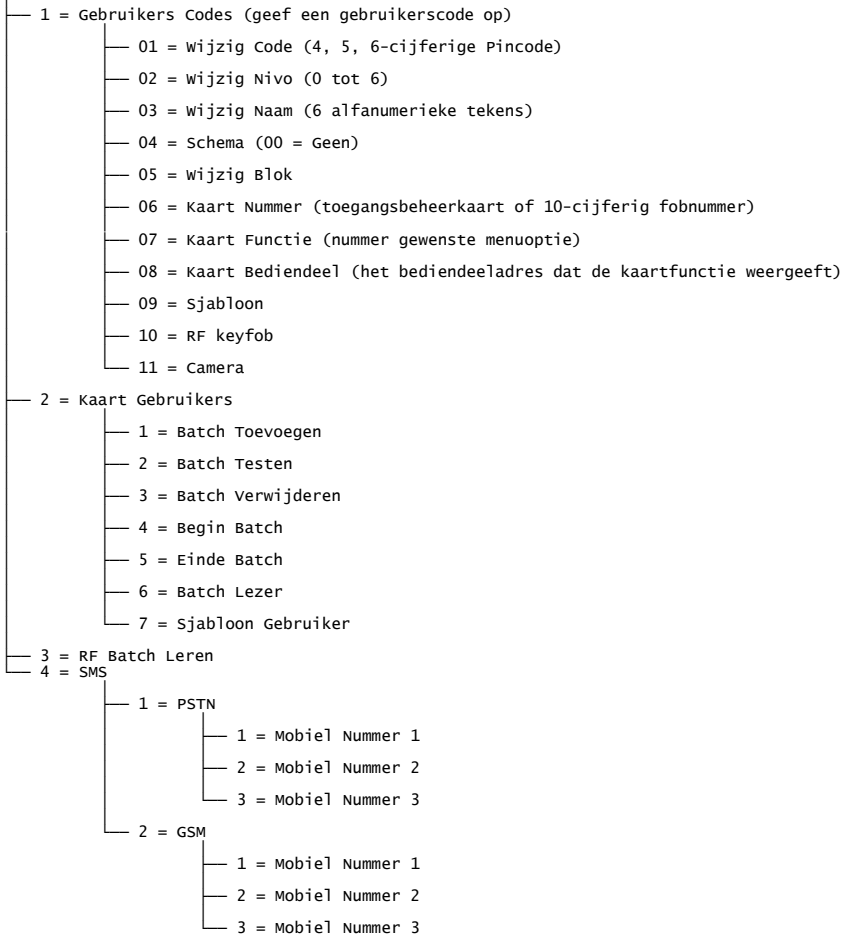 1 = Gebruikers Codes (geef een gebruikerscode op)
01 = Wijzig Code (4, 5, 6-cijferige Pincode)
02 = Wijzig Nivo (0 tot 6)
03 = Wijzig Naam (6 alfanumerieke tekens)
04 = Schema (00 = Geen)
05 = Wijzig Blok
06 = Kaart Nummer (toegangsbeheerkaart of 10-cijferig fobnummer)
07 = Kaart Functie (nummer gewenste menuoptie)
08 = Kaart Bediendeel (het bediendeeladres dat de kaartfunctie weergeeft)
09 = Sjabloon
10 = RF keyfob
11 = Camera
2 = Kaart Gebruikers
1 = Batch Toevoegen
2 = Batch Testen
3 = Batch Verwijderen
4 = Begin Batch
5 = Einde Batch
6 = Batch Lezer
7 = Sjabloon Gebruiker
3 = RF Batch Leren
4 = SMS
1 = PSTN
1 = Mobiel Nummer 1
2 = Mobiel Nummer 2
3 = Mobiel Nummer 3
2 = GSM
1 = Mobiel Nummer 1
2 = Mobiel Nummer 2
3 = Mobiel Nummer 3